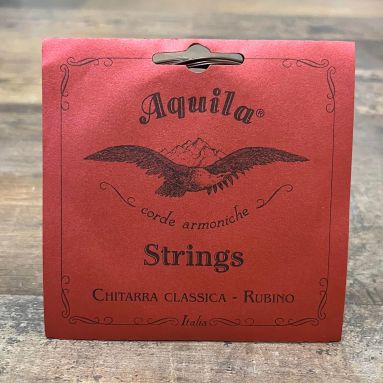 Aquila®
corde armoniche
Strings
CHITARRA CLASSICA - RUBINO
Italia